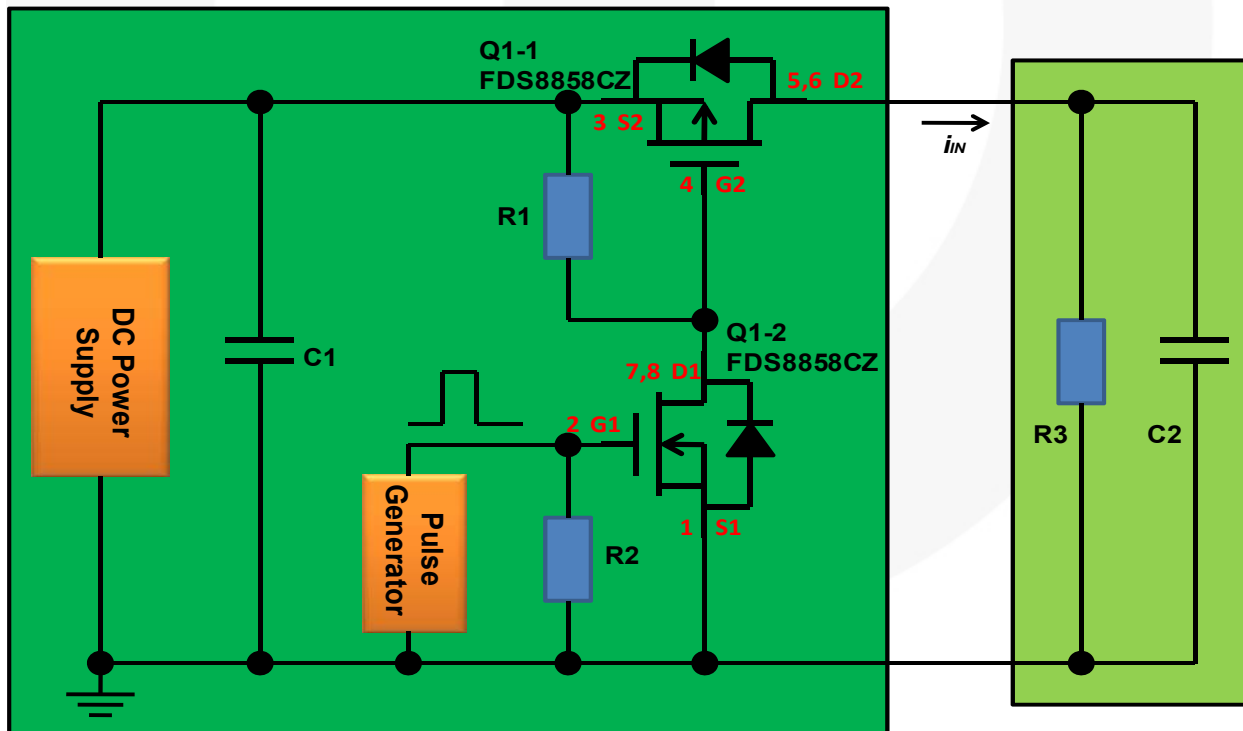 Q1-1
FDS8858CZ
5,6 D2
3 S2
iIN
4 G2
R1
DC Power
Supply
C1
Q1-2
FDS8858CZ
7,8 D1
2 G1
R3
C2
Pulse
Generator
1 S1
R2